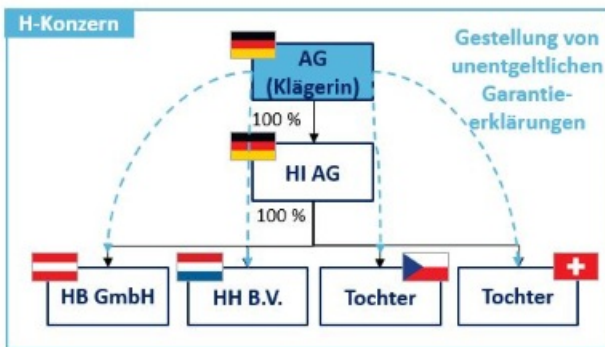 H-Konzern
AG
(Klägerin)
Gestellung von
unentgeltlichen
Garantie-
erklärungen
100 %
HI AG
100 %
HB GmbH
HH B.V.
Tochter
Tochter